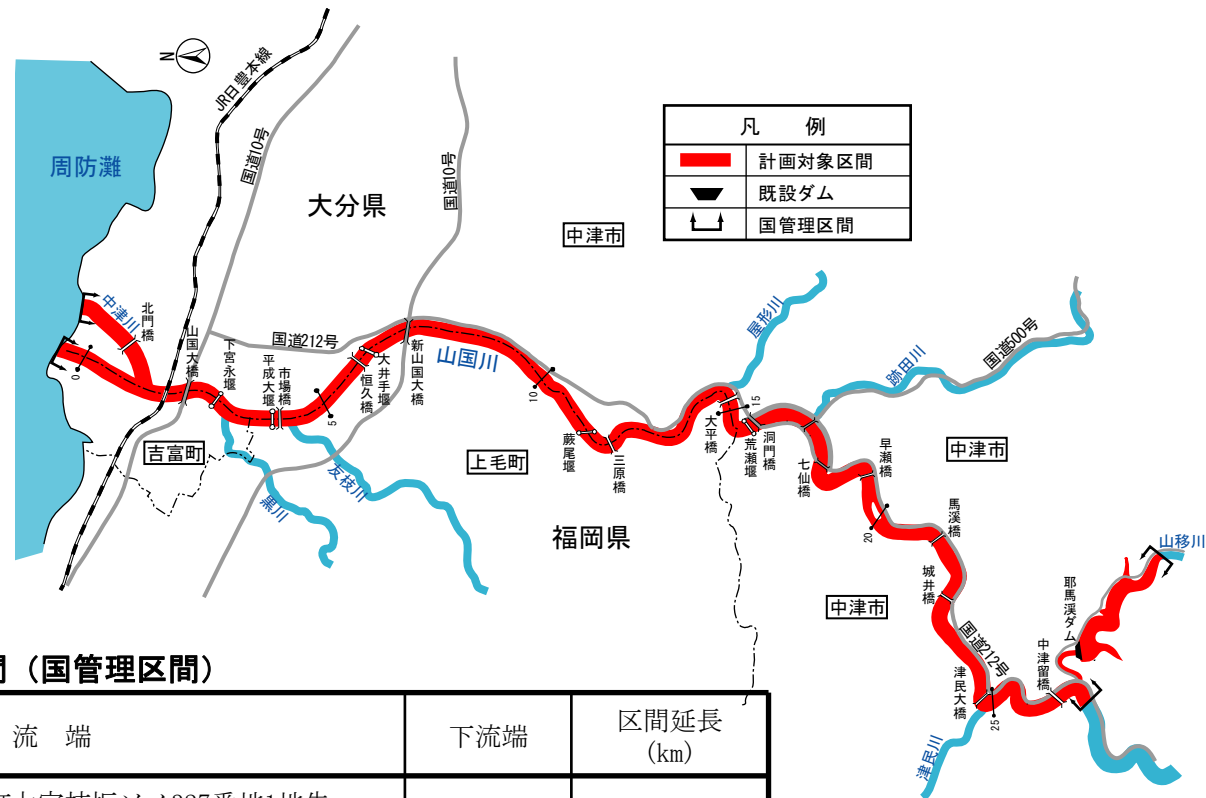 N
JR日豊本線
国道10号
国道10号
周防灘
大分県
中津市
凡　例
計画対象区間
既設ダム
国管理区間
中津川
北門橋
山国大橋
下宮永堰
平成大堰
市場橋
国道212号
大井手堰
恒久橋
新山国大橋
山国川
0
5
10
15
20
25
屋形川
跡田川
国道500号
吉富町
黒川
友枝川
上毛町
蕨尾堰
三原橋
大平橋
荒瀬堰
洞門橋
七仙橋
早瀬橋
中津市
馬溪橋
城井橋
福岡県
中津市
国道212号
津民大橋
津民川
中津留橋
耶馬溪ダム
山移川
（国管理区間）
流　端
下流端
区間延長
(km)